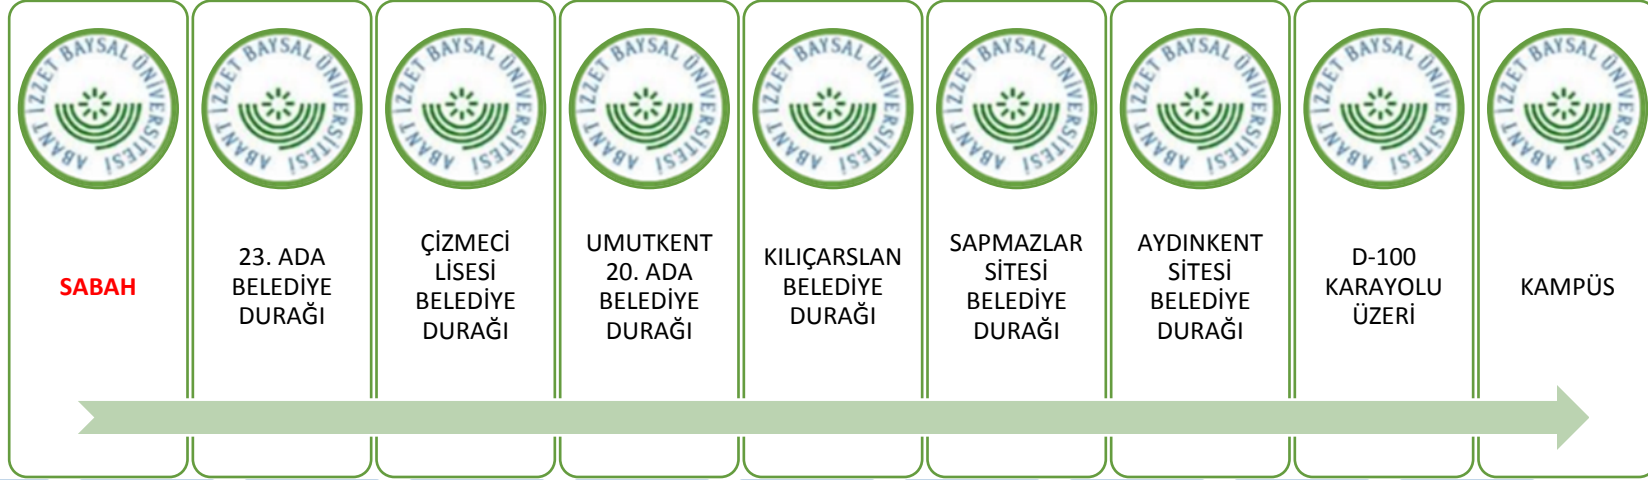 ABANT İZZET BAYSAL ÜNİVERSİTESİ
SABAH
ABANT İZZET BAYSAL ÜNİVERSİTESİ
23. ADA
BELEDİYE
DURAĞI
ABANT İZZET BAYSAL ÜNİVERSİTESİ
ÇİZMECİ
LİSESİ
BELEDİYE
DURAĞI
ABANT İZZET BAYSAL ÜNİVERSİTESİ
UMUTKENT
20. ADA
BELEDİYE
DURAĞI
ABANT İZZET BAYSAL ÜNİVERSİTESİ
KILIÇARSLAN
BELEDİYE
DURAĞI
ABANT İZZET BAYSAL ÜNİVERSİTESİ
SAPMAZLAR
SİTESİ
BELEDİYE
DURAĞI
ABANT İZZET BAYSAL ÜNİVERSİTESİ
AYDINKENT
SİTESİ
BELEDİYE
DURAĞI
ABANT İZZET BAYSAL ÜNİVERSİTESİ
D-100
KARAYOLU
ÜZERİ
ABANT İZZET BAYSAL ÜNİVERSİTESİ
KAMPÜS